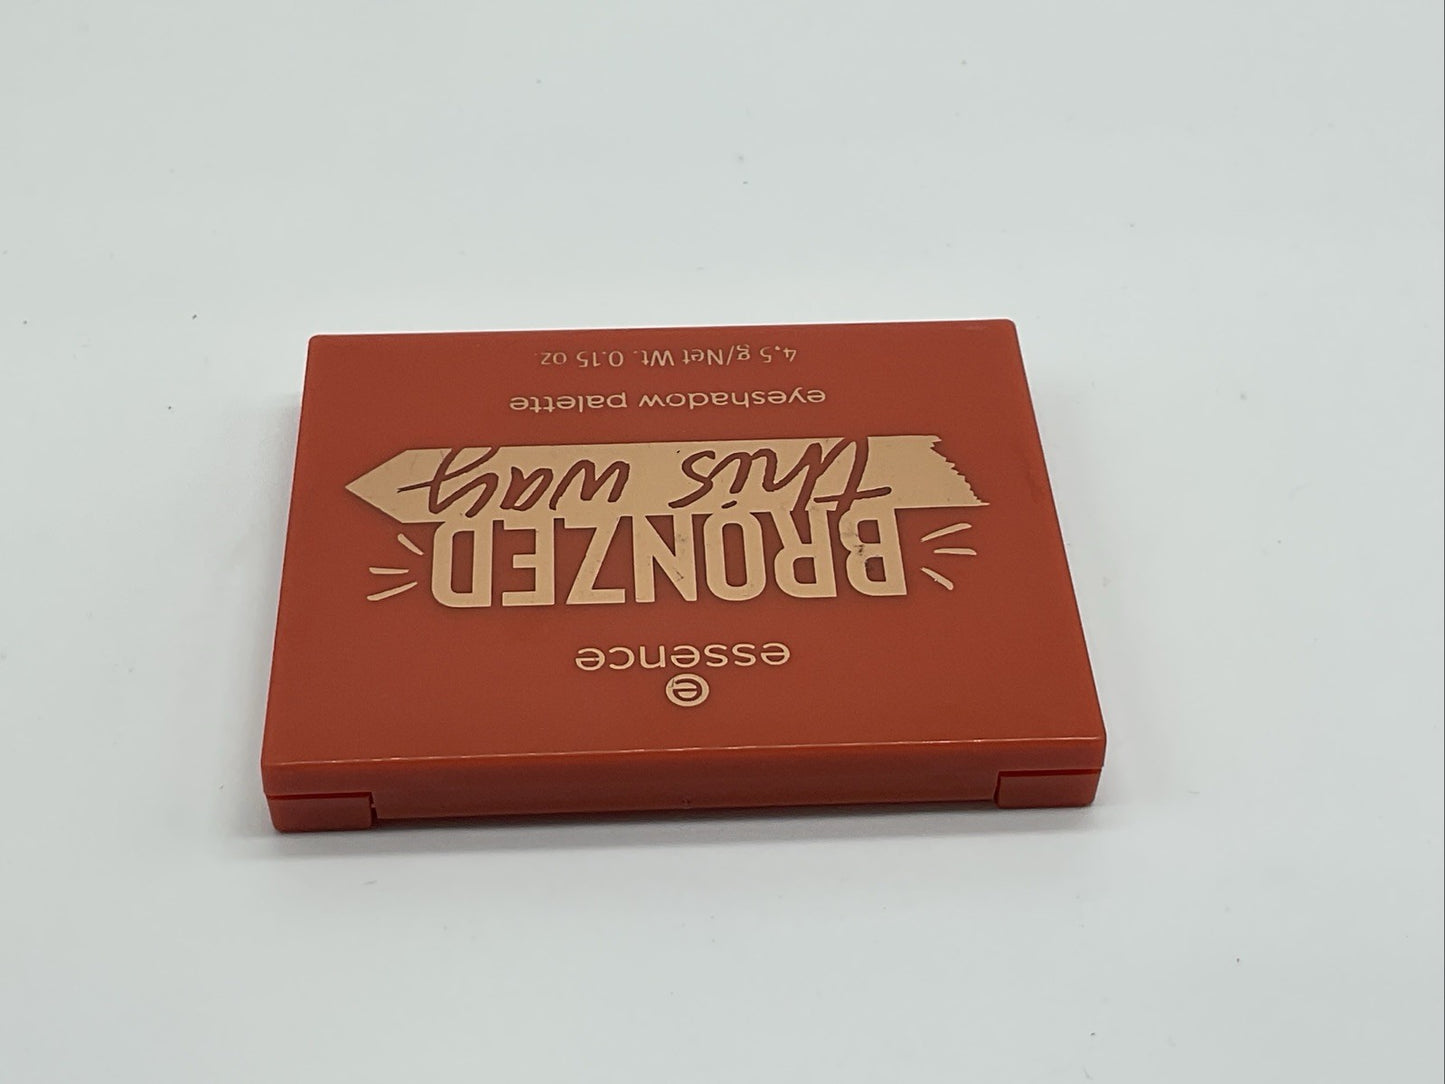 e
essence
BRONZED
this way
eyeshadow palette
4,5 g/Net Wt. 0.15 oz.